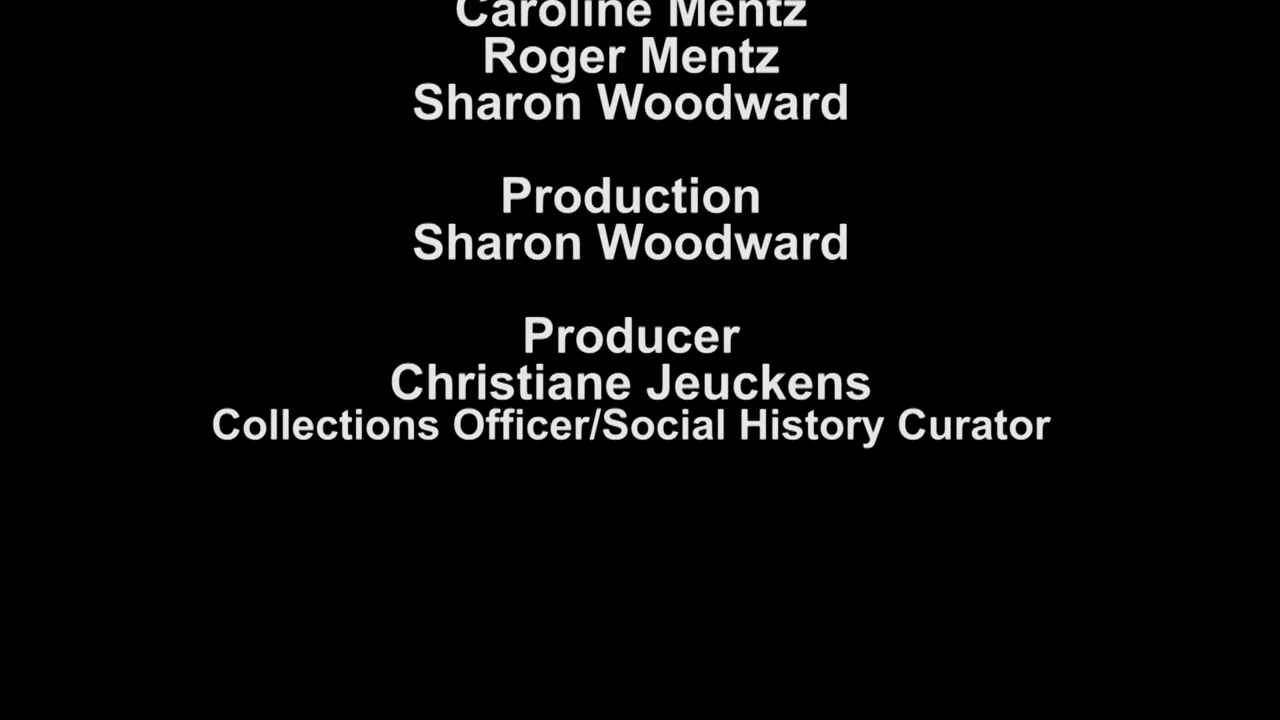 Caroline Mentz
Roger Mentz
Sharon Woodward
Production
Sharon Woodward
Producer
Christiane Jeuckens
Collections Officer/Social History Curator